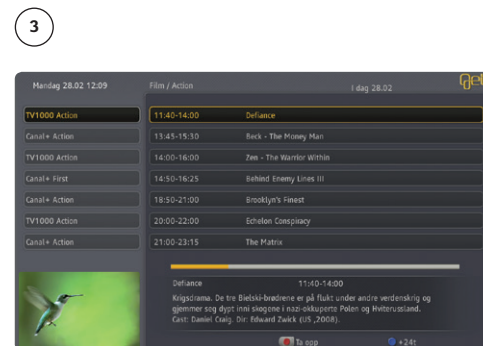 3
Mandag 28.02 12:09 Film / Action I dag 28.02 Get
TV1000 Action 11:40-14:00 Defiance
Canal+ Action 13:45-15:30 Beck - The Money Man
TV1000 Action 14:00-16:00 Zen - The Warrior Within
Canal+ First 14:50-16:25 Behind Enemy Lines III
Canal+ Action 18:50-21:00 Brooklyn's Finest
TV1000 Action 20:00-22:00 Echelon Conspiracy
Canal+ Action 21:00-23:15 The Matrix
Defiance 11:40-14:00
Krigsdrama. De tre Bielski-brødrene er på flukt under andre verdenskrig og
gjemmer seg dypt inni skogene i nazi-okkuperte Polen og Hviterussland.
Cast: Daniel Craig. Dir: Edward Zwick (US ,2008).
Ta opp +24t